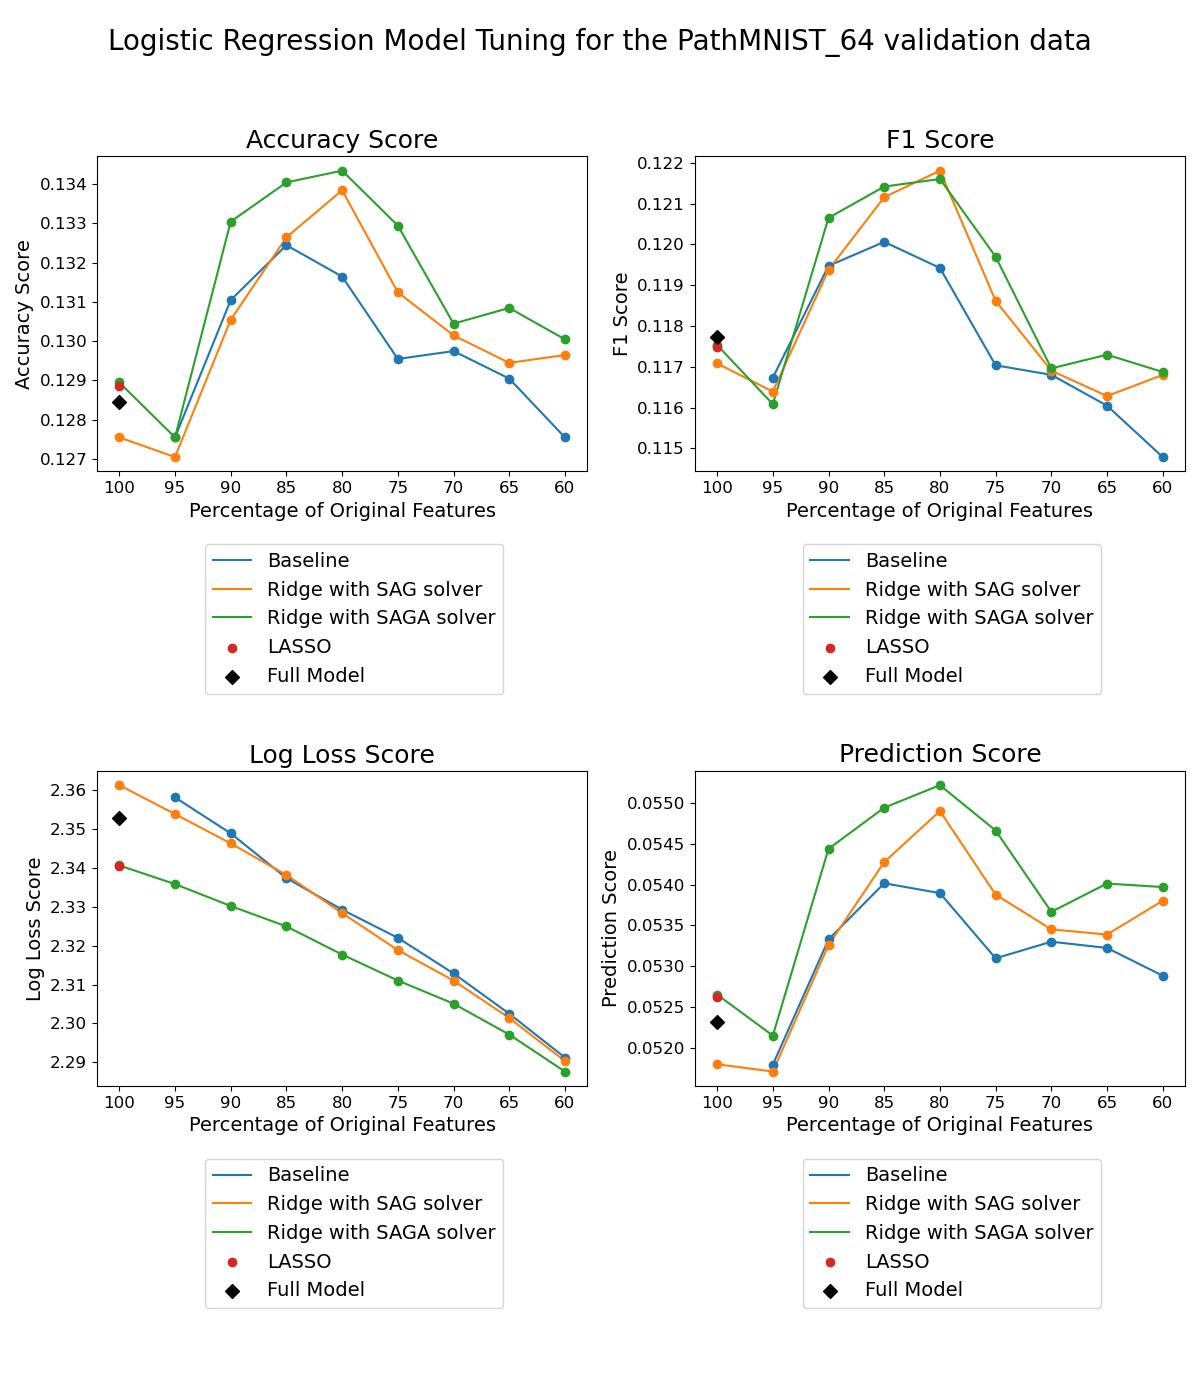 Logistic Regression Model Tuning for the PathMNIST_64 validation data
Accuracy Score
0.134
0.133
0.132
0.131
0.130
0.129
0.128
0.127
Accuracy Score
100 95 90 85 80 75 70 65 60
Percentage of Original Features
Baseline
Ridge with SAG solver
Ridge with SAGA solver
LASSO
Full Model
F1 Score
0.122
0.121
0.120
0.119
0.118
0.117
0.116
0.115
F1 Score
100 95 90 85 80 75 70 65 60
Percentage of Original Features
Baseline
Ridge with SAG solver
Ridge with SAGA solver
LASSO
Full Model
Log Loss Score
2.36
2.35
2.34
2.33
2.32
2.31
2.30
2.29
Log Loss Score
100 95 90 85 80 75 70 65 60
Percentage of Original Features
Baseline
Ridge with SAG solver
Ridge with SAGA solver
LASSO
Full Model
Prediction Score
0.0550
0.0545
0.0540
0.0535
0.0530
0.0525
0.0520
Prediction Score
100 95 90 85 80 75 70 65 60
Percentage of Original Features
Baseline
Ridge with SAG solver
Ridge with SAGA solver
LASSO
Full Model